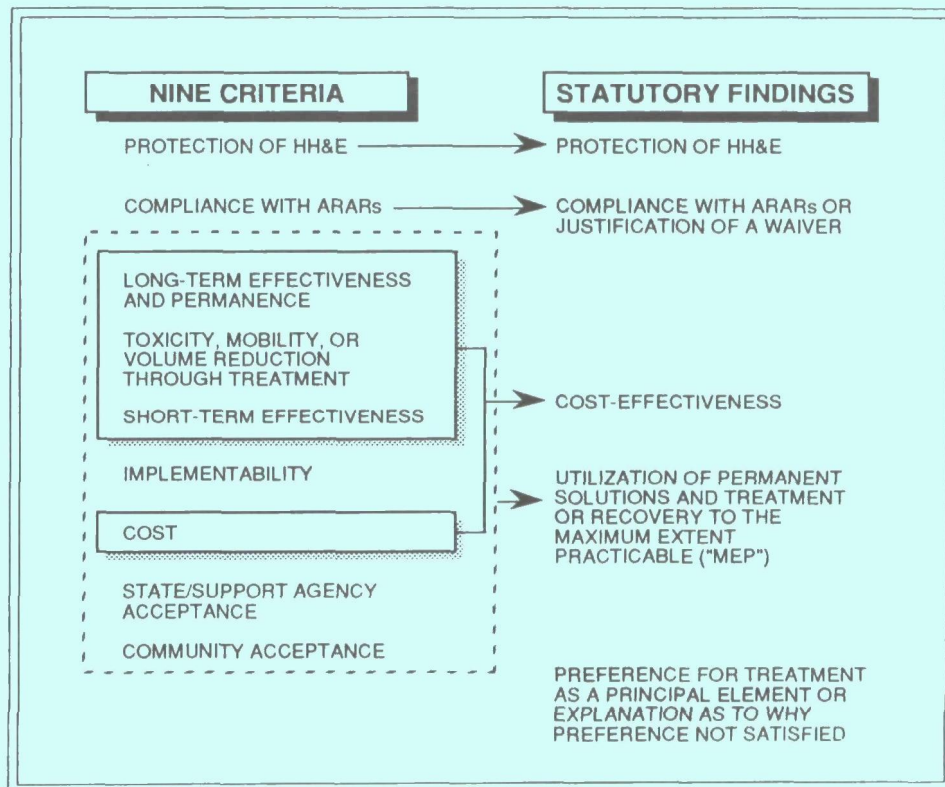 NINE CRITERIA
STATUTORY FINDINGS
PROTECTION OF HH&E
PROTECTION OF HH&E
COMPLIANCE WITH ARARs
COMPLIANCE WITH ARARs OR
JUSTIFICATION OF A WAIVER
LONG-TERM EFFECTIVENESS
AND PERMANENCE
TOXICITY, MOBILITY, OR
VOLUME REDUCTION
THROUGH TREATMENT
SHORT-TERM EFFECTIVENESS
COST-EFFECTIVENESS
IMPLEMENTABILITY
COST
UTILIZATION OF PERMANENT
SOLUTIONS AND TREATMENT
OR RECOVERY TO THE
MAXIMUM EXTENT
PRACTICABLE ("MEP")
STATE/SUPPORT AGENCY
ACCEPTANCE
COMMUNITY ACCEPTANCE
PREFERENCE FOR TREATMENT
AS A PRINCIPAL ELEMENT OR
EXPLANATION AS TO WHY
PREFERENCE NOT SATISFIED